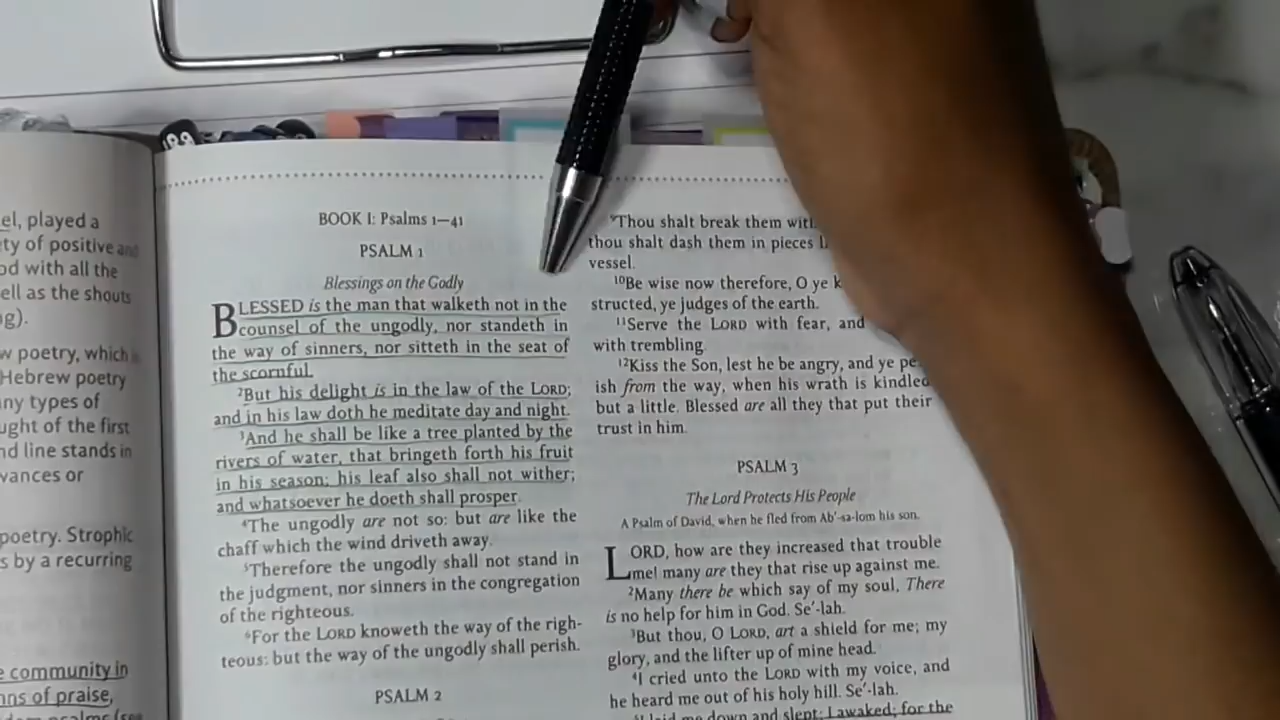 el, played a
ty of positive and
od with all the
ell as the shouts
ng).
w poetry, which is
Hebrew poetry
any types of
ught of the first
nd line stands in
vances or
poetry. Strophic
s by a recurring
e community in
nns of praise,
BOOK I: Psalms 1—41
PSALM 1
Blessings on the Godly
BLESSED is the man that walketh not in the
counsel of the ungodly, nor standeth in
the way of sinners, nor sitteth in the seat of
the scornful.
2But his delight is in the law of the LORD;
and in his law doth he meditate day and night.
3And he shall be like a tree planted by the
rivers of water, that bringeth forth his fruit
in his season; his leaf also shall not wither;
and whatsoever he doeth shall prosper.
4The ungodly are not so: but are like the
chaff which the wind driveth away.
5Therefore the ungodly shall not stand in
the judgment, nor sinners in the congregation
of the righteous.
6For the LORD knoweth the way of the righ-
teous: but the way of the ungodly shall perish.
PSALM 2
9Thou shalt break them with
thou shalt dash them in pieces
vessel.
10Be wise now therefore, O ye k
structed, ye judges of the earth.
11Serve the LORD with fear, and
with trembling.
12Kiss the Son, lest he be angry, and ye per
ish from the way, when his wrath is kindled
but a little. Blessed are all they that put their
trust in him.
PSALM 3
The Lord Protects His People
A Psalm of David, when he fled from Ab'-sa-lom his son.
LORD, how are they increased that trouble
me! many are they that rise up against me.
2Many there be which say of my soul, There
is no help for him in God. Se'-lah.
3But thou, O LORD, art a shield for me; my
glory, and the lifter up of mine head.
4I cried unto the LORD with my voice, and
he heard me out of his holy hill. Se'-lah.
5I laid me down and slept; I awaked; for the